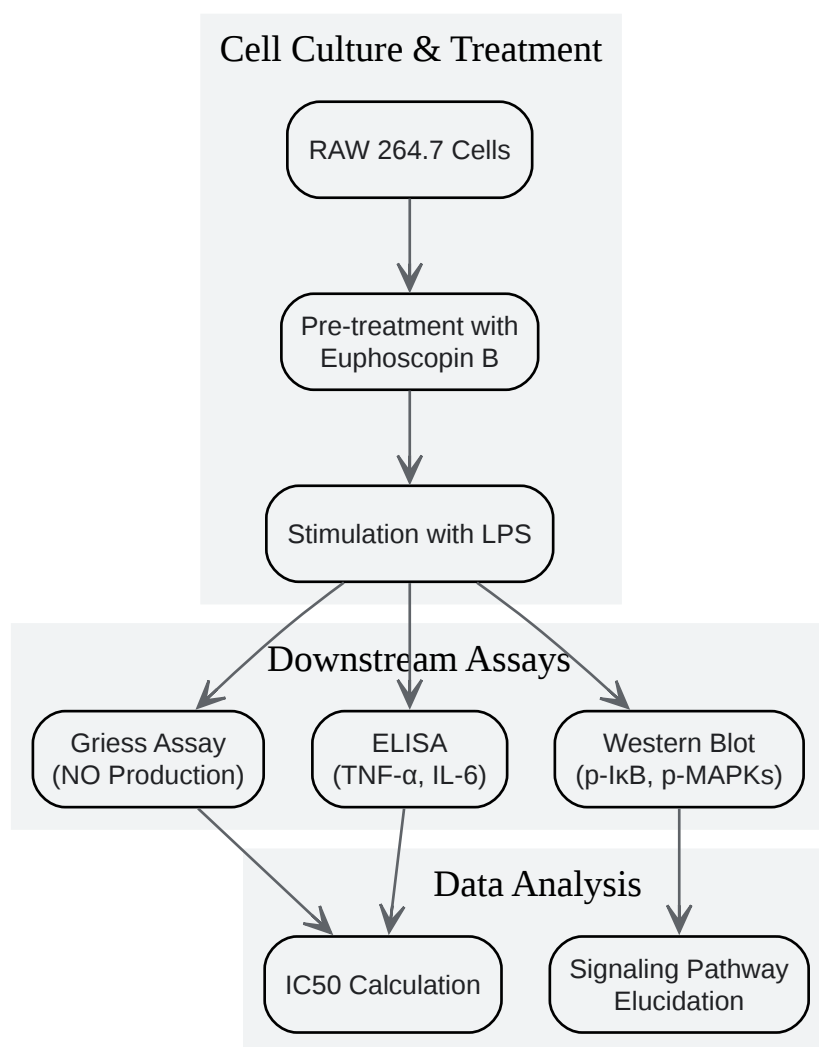 Cell Culture & Treatment
RAW 264.7 Cells
Pre-treatment with
Euphoscopin B
Stimulation with LPS
Downstream Assays
Griess Assay
(NO Production)
ELISA
(TNF-α, IL-6)
Western Blot
(p-IκB, p-MAPKs)
Data Analysis
IC50 Calculation
Signaling Pathway
Elucidation